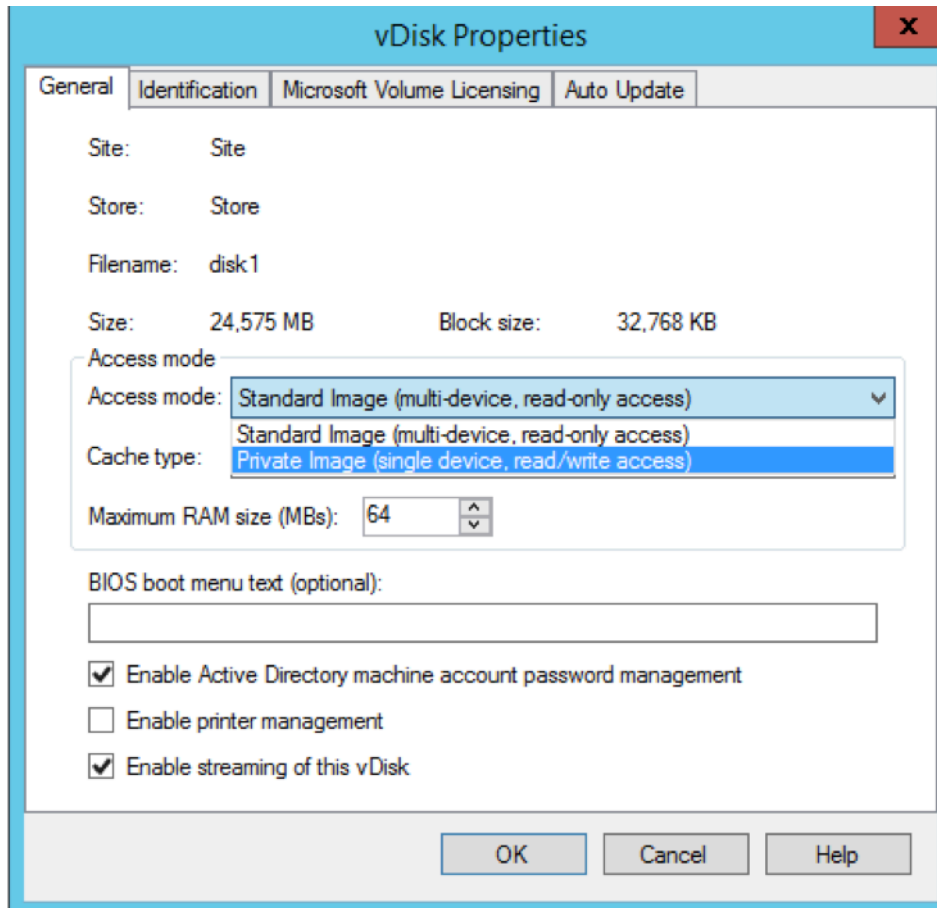 vDisk Properties
x
General Identification Microsoft Volume Licensing Auto Update
Site: Site
Store: Store
Filename: disk1
Size: 24,575 MB Block size: 32,768 KB
Access mode
Access mode: Standard Image (multi-device, read-only access)
Standard Image (multi-device, read-only access)
Cache type: Private Image (single device, read/write access)
Maximum RAM size (MBs): 64
BIOS boot menu text (optional):
Enable Active Directory machine account password management
Enable printer management
Enable streaming of this vDisk
OK Cancel Help